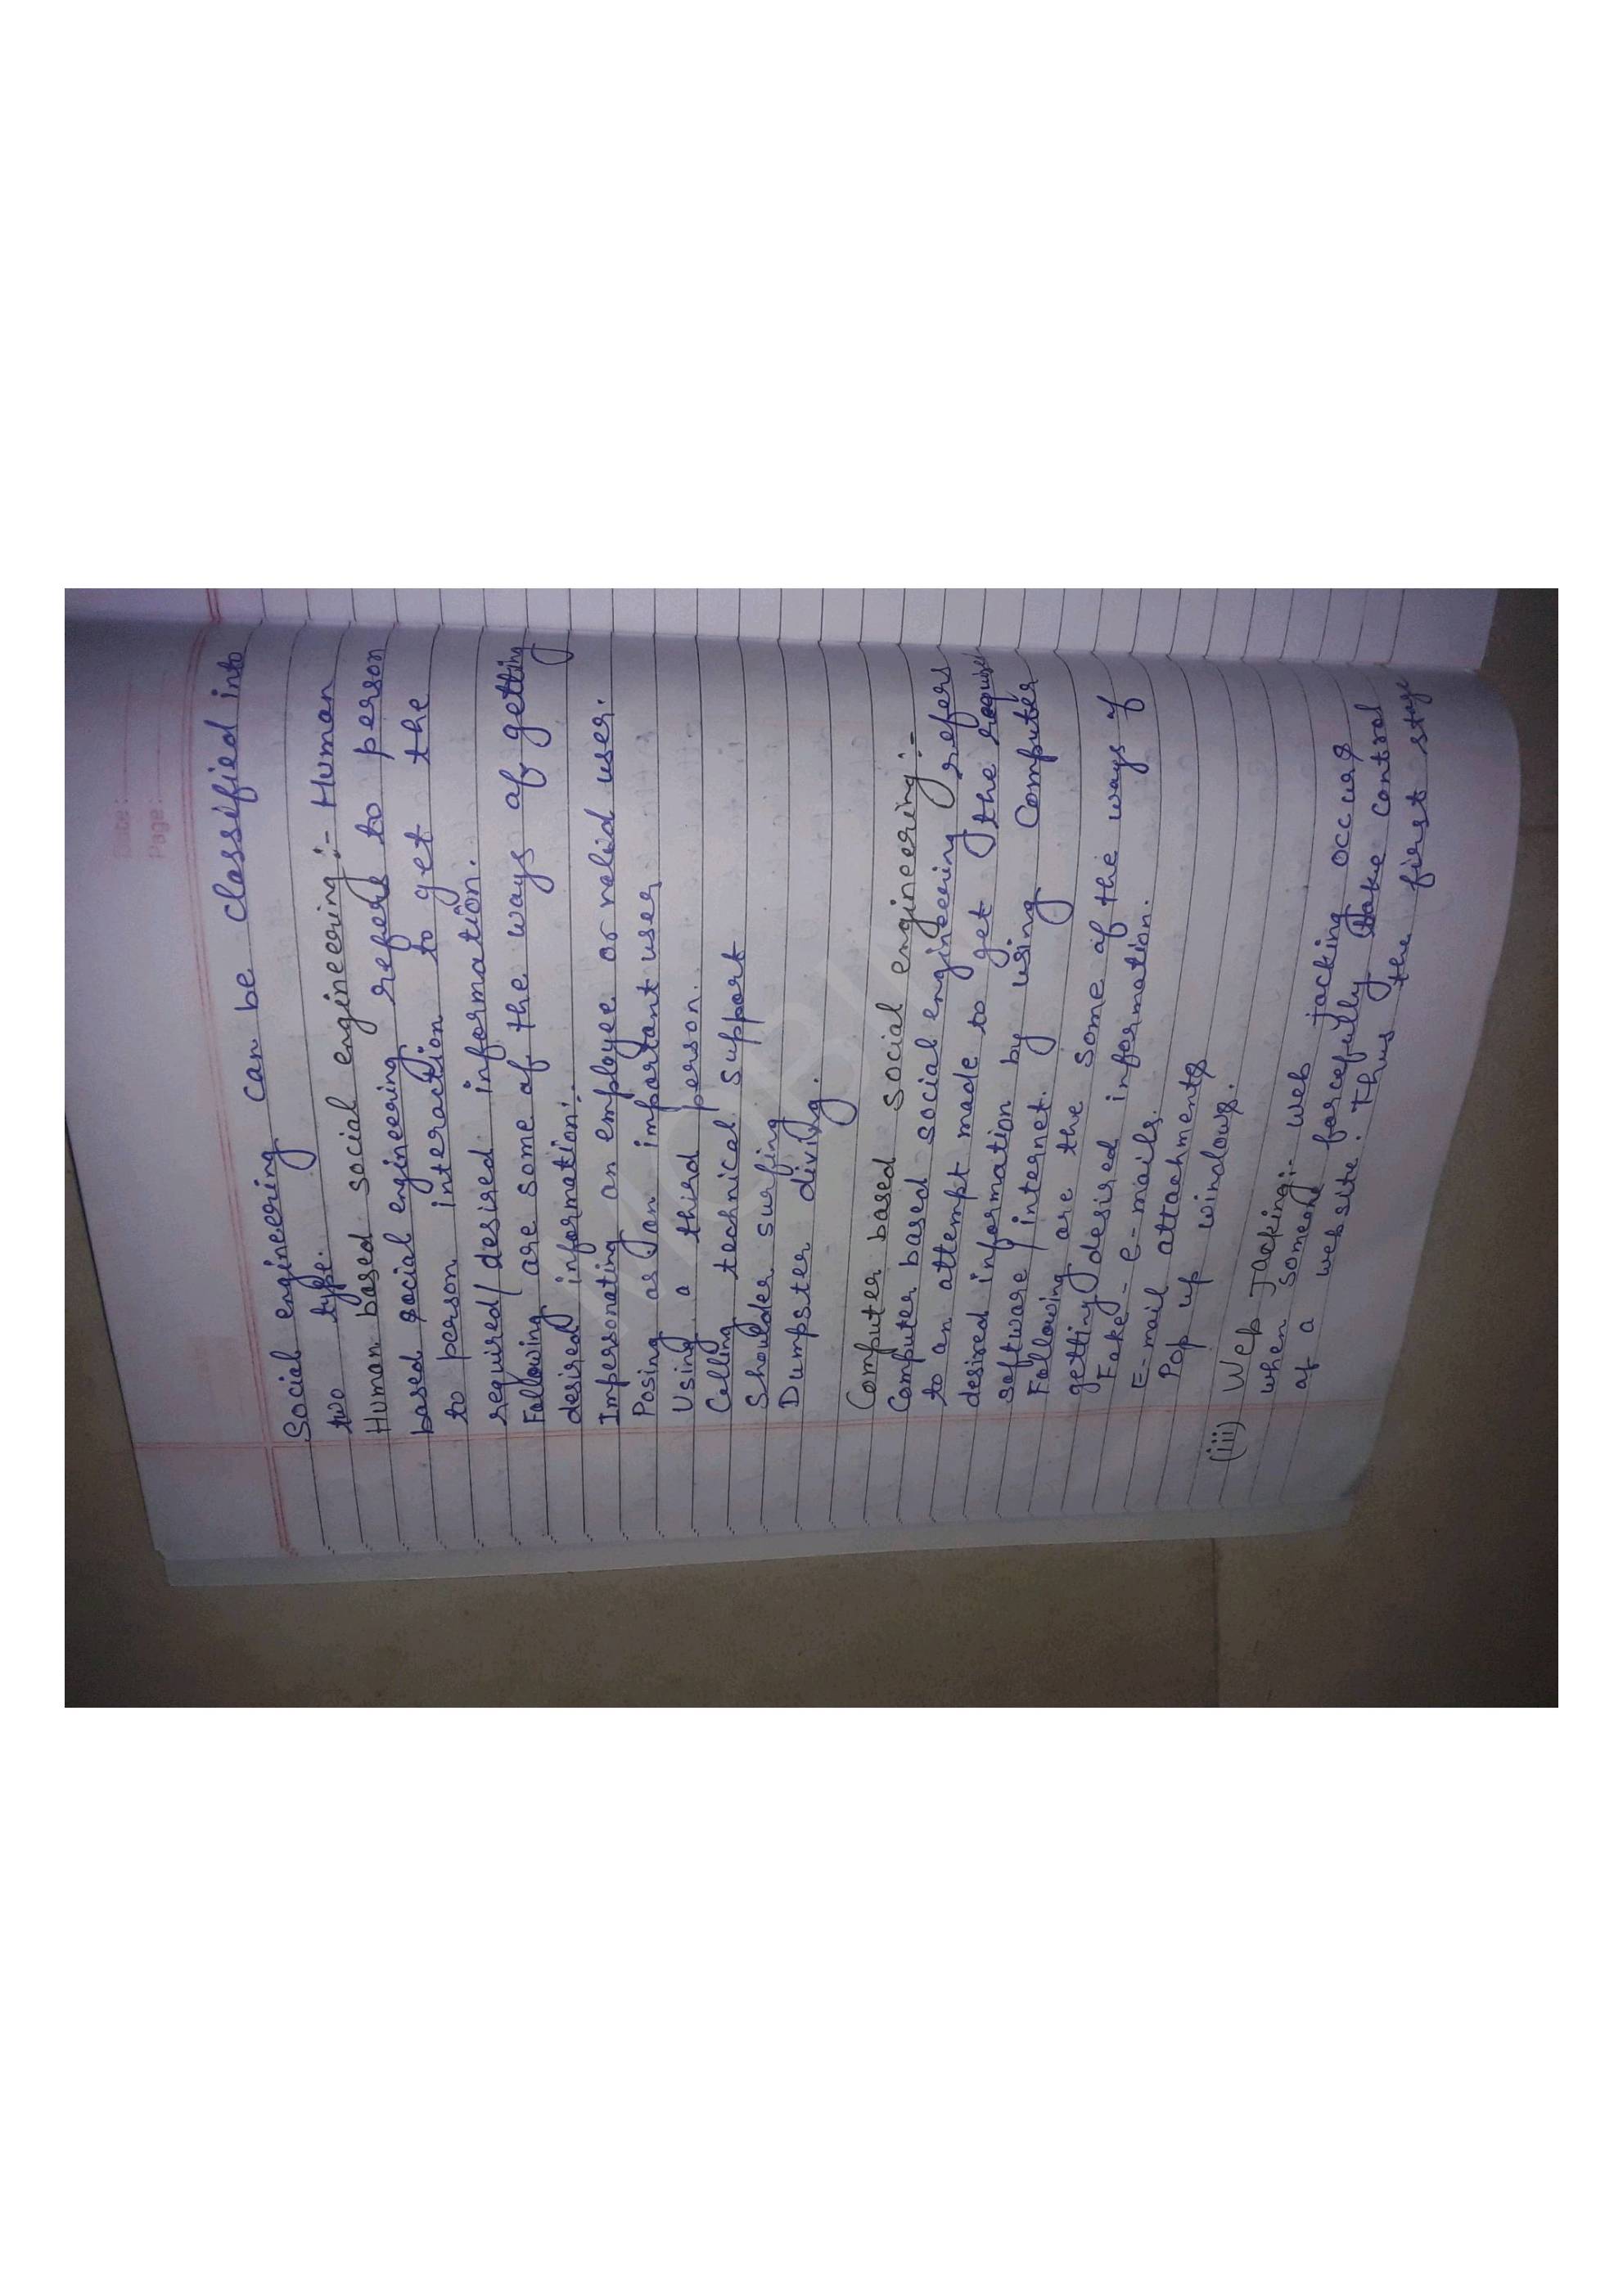 Date:
Page:
Social engineering can be classified into
two type.
Human based social engineering:- Human
based social engineering refers to person
to person interaction to get the
required/desired information.
Following are some of the ways of getting
desired information:.
Impersonating an employee or valid user.
Posing as an important user
Using a third person.
Calling technical support
Shoulder surfing
Dumpster diving.
Computer based social engineering:-
Computer based social engineering refers
to an attempt made to get the require
desired information by using Computer
software/internet.
Following are the some of the ways of
getting desired information.
Fake - e-mails.
E-mail attachments
Pop up windows.
(iii) Web Jacking:- web jacking occurs
when someone forcefully take control
of a website. Thus the first stage